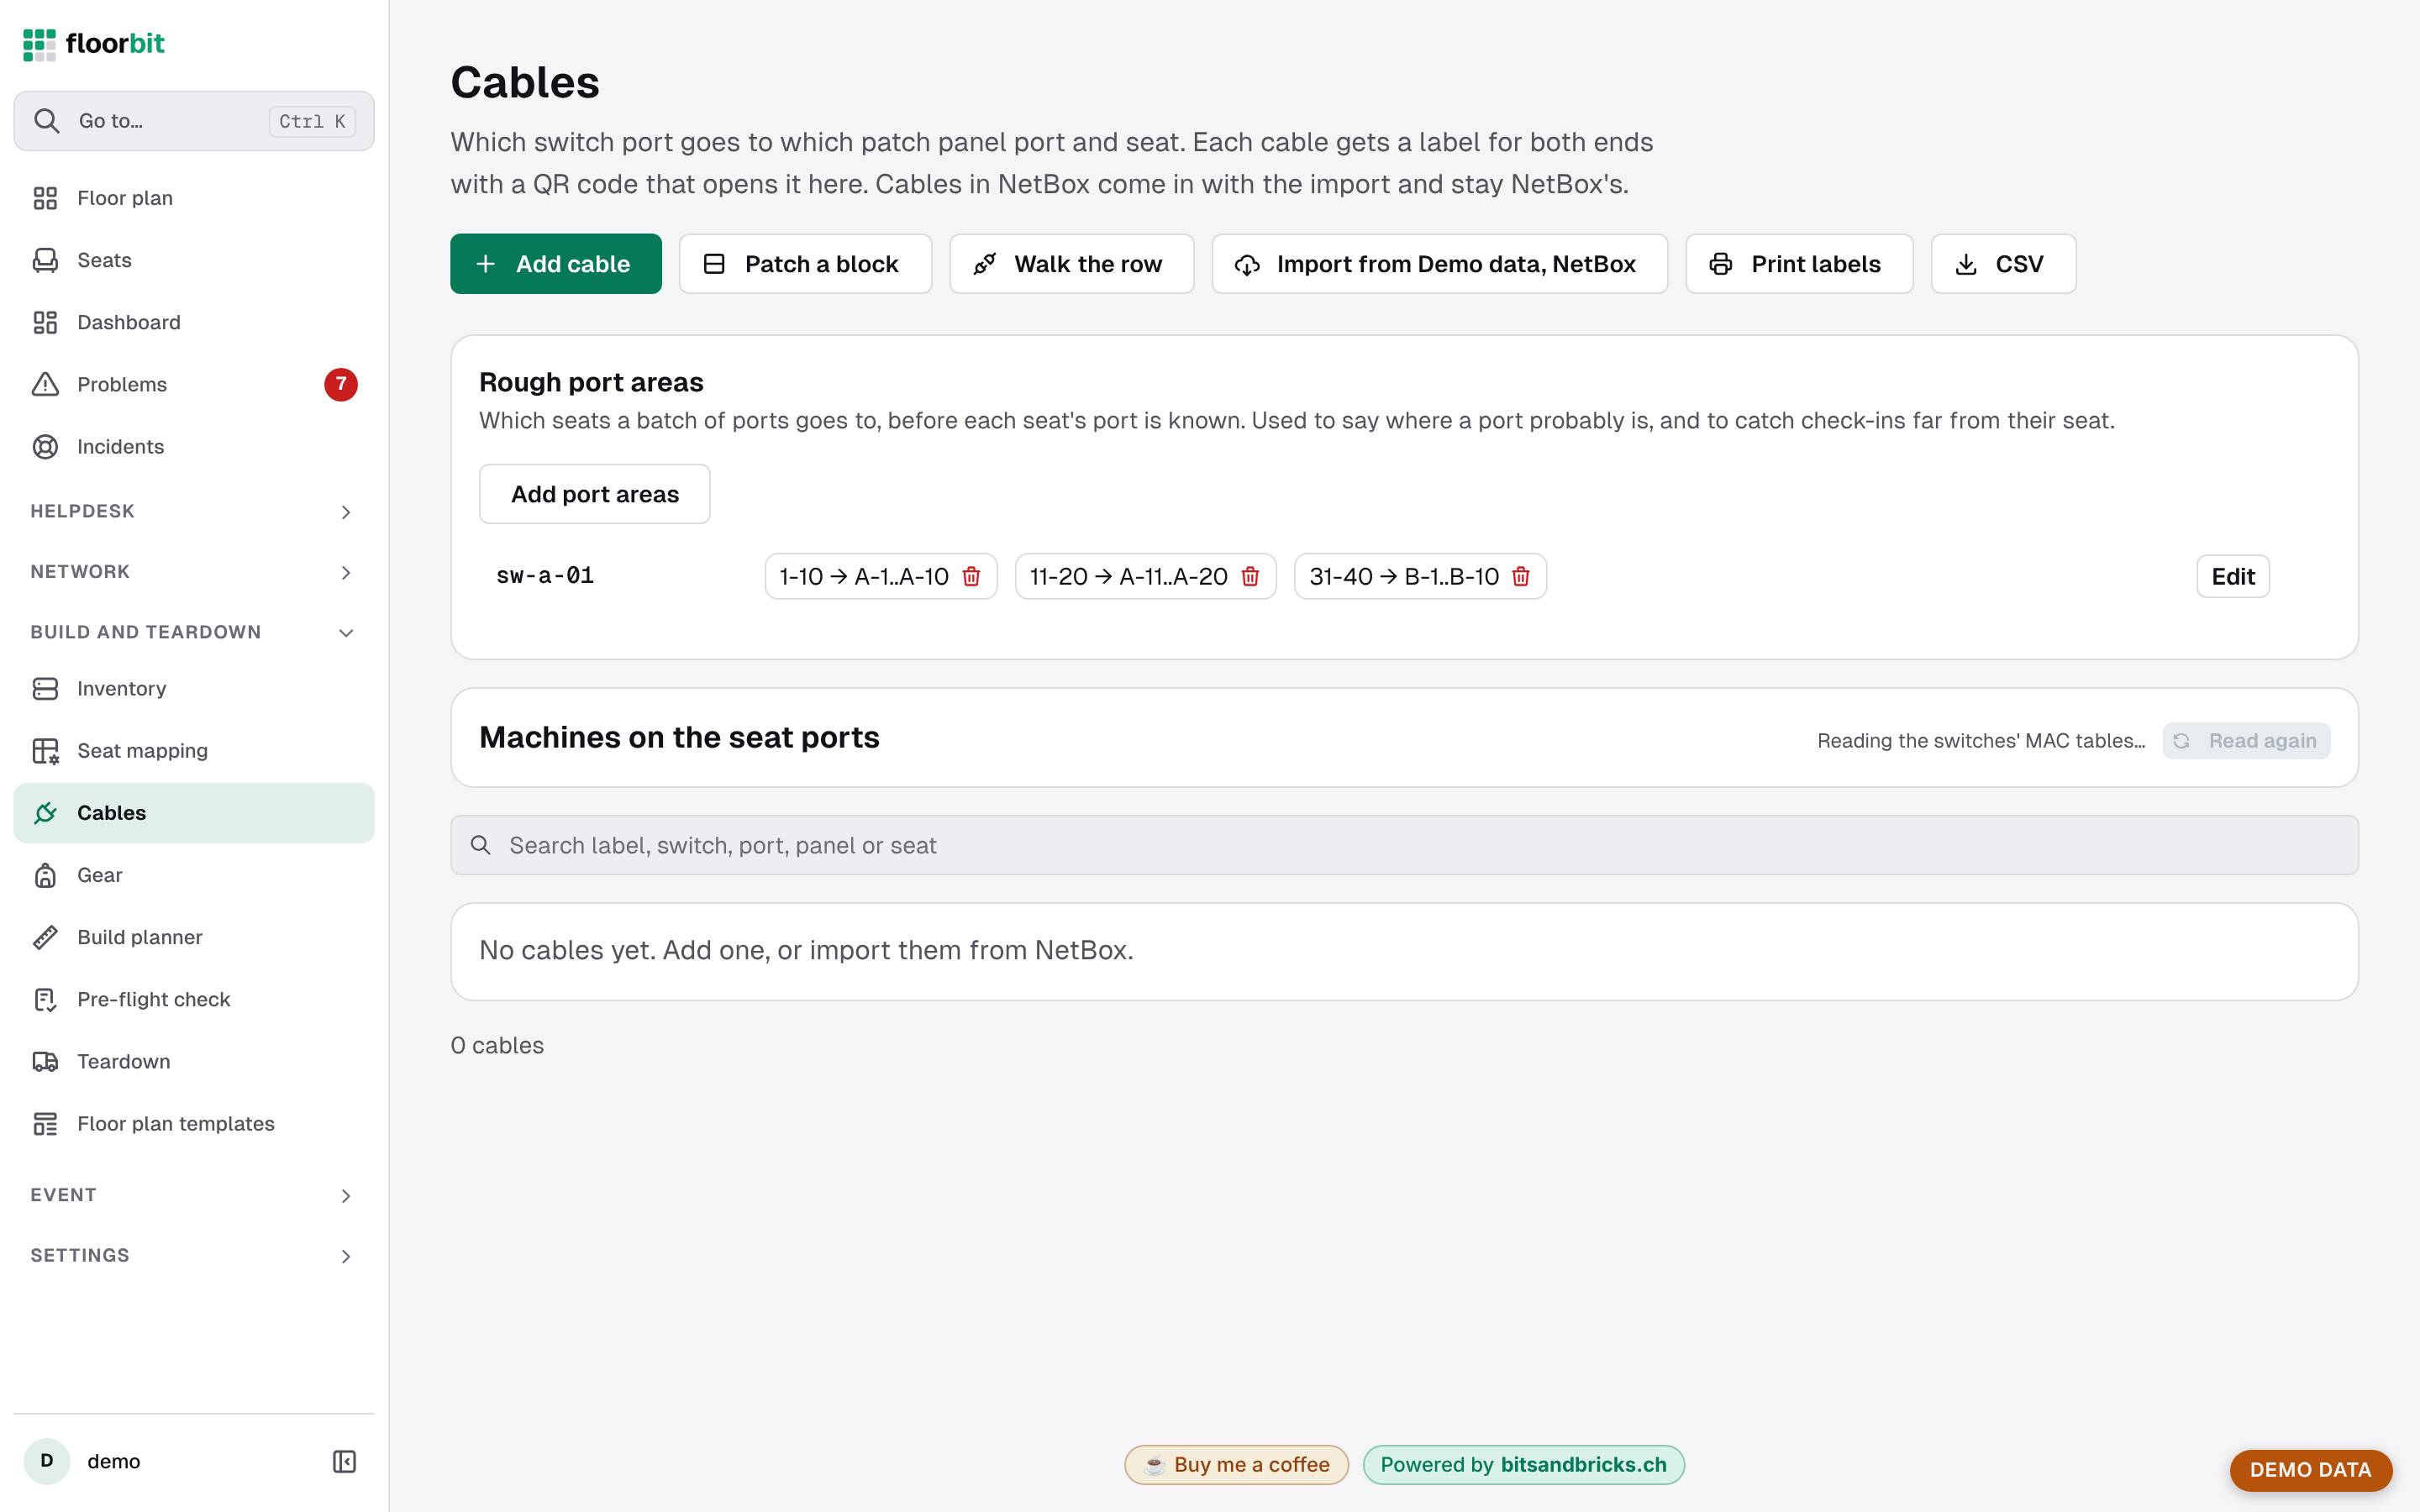 floorbit
Go to...
Ctrl K
Floor plan
Seats
Dashboard
Problems
7
Incidents
HELPDESK
NETWORK
BUILD AND TEARDOWN
Inventory
Seat mapping
Cables
Gear
Build planner
Pre-flight check
Teardown
Floor plan templates
EVENT
SETTINGS
D
demo
Cables
Which switch port goes to which patch panel port and seat. Each cable gets a label for both ends
with a QR code that opens it here. Cables in NetBox come in with the import and stay NetBox's.
Add cable
Patch a block
Walk the row
Import from Demo data, NetBox
Print labels
CSV
Rough port areas
Which seats a batch of ports goes to, before each seat's port is known. Used to say where a port probably is, and to catch check-ins far from their seat.
Add port areas
sw-a-01
1-10 → A-1..A-10
11-20 → A-11..A-20
31-40 → B-1..B-10
Edit
Machines on the seat ports
Reading the switches' MAC tables...
Read again
Search label, switch, port, panel or seat
No cables yet. Add one, or import them from NetBox.
0 cables
Buy me a coffee
Powered by bitsandbricks.ch
DEMO DATA